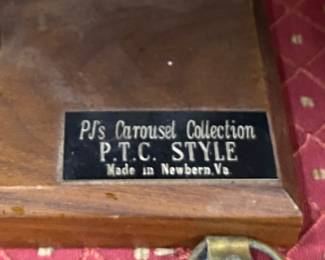 PJ's Carousel Collection
P.T.C. STYLE
Made in Newbern, Va.